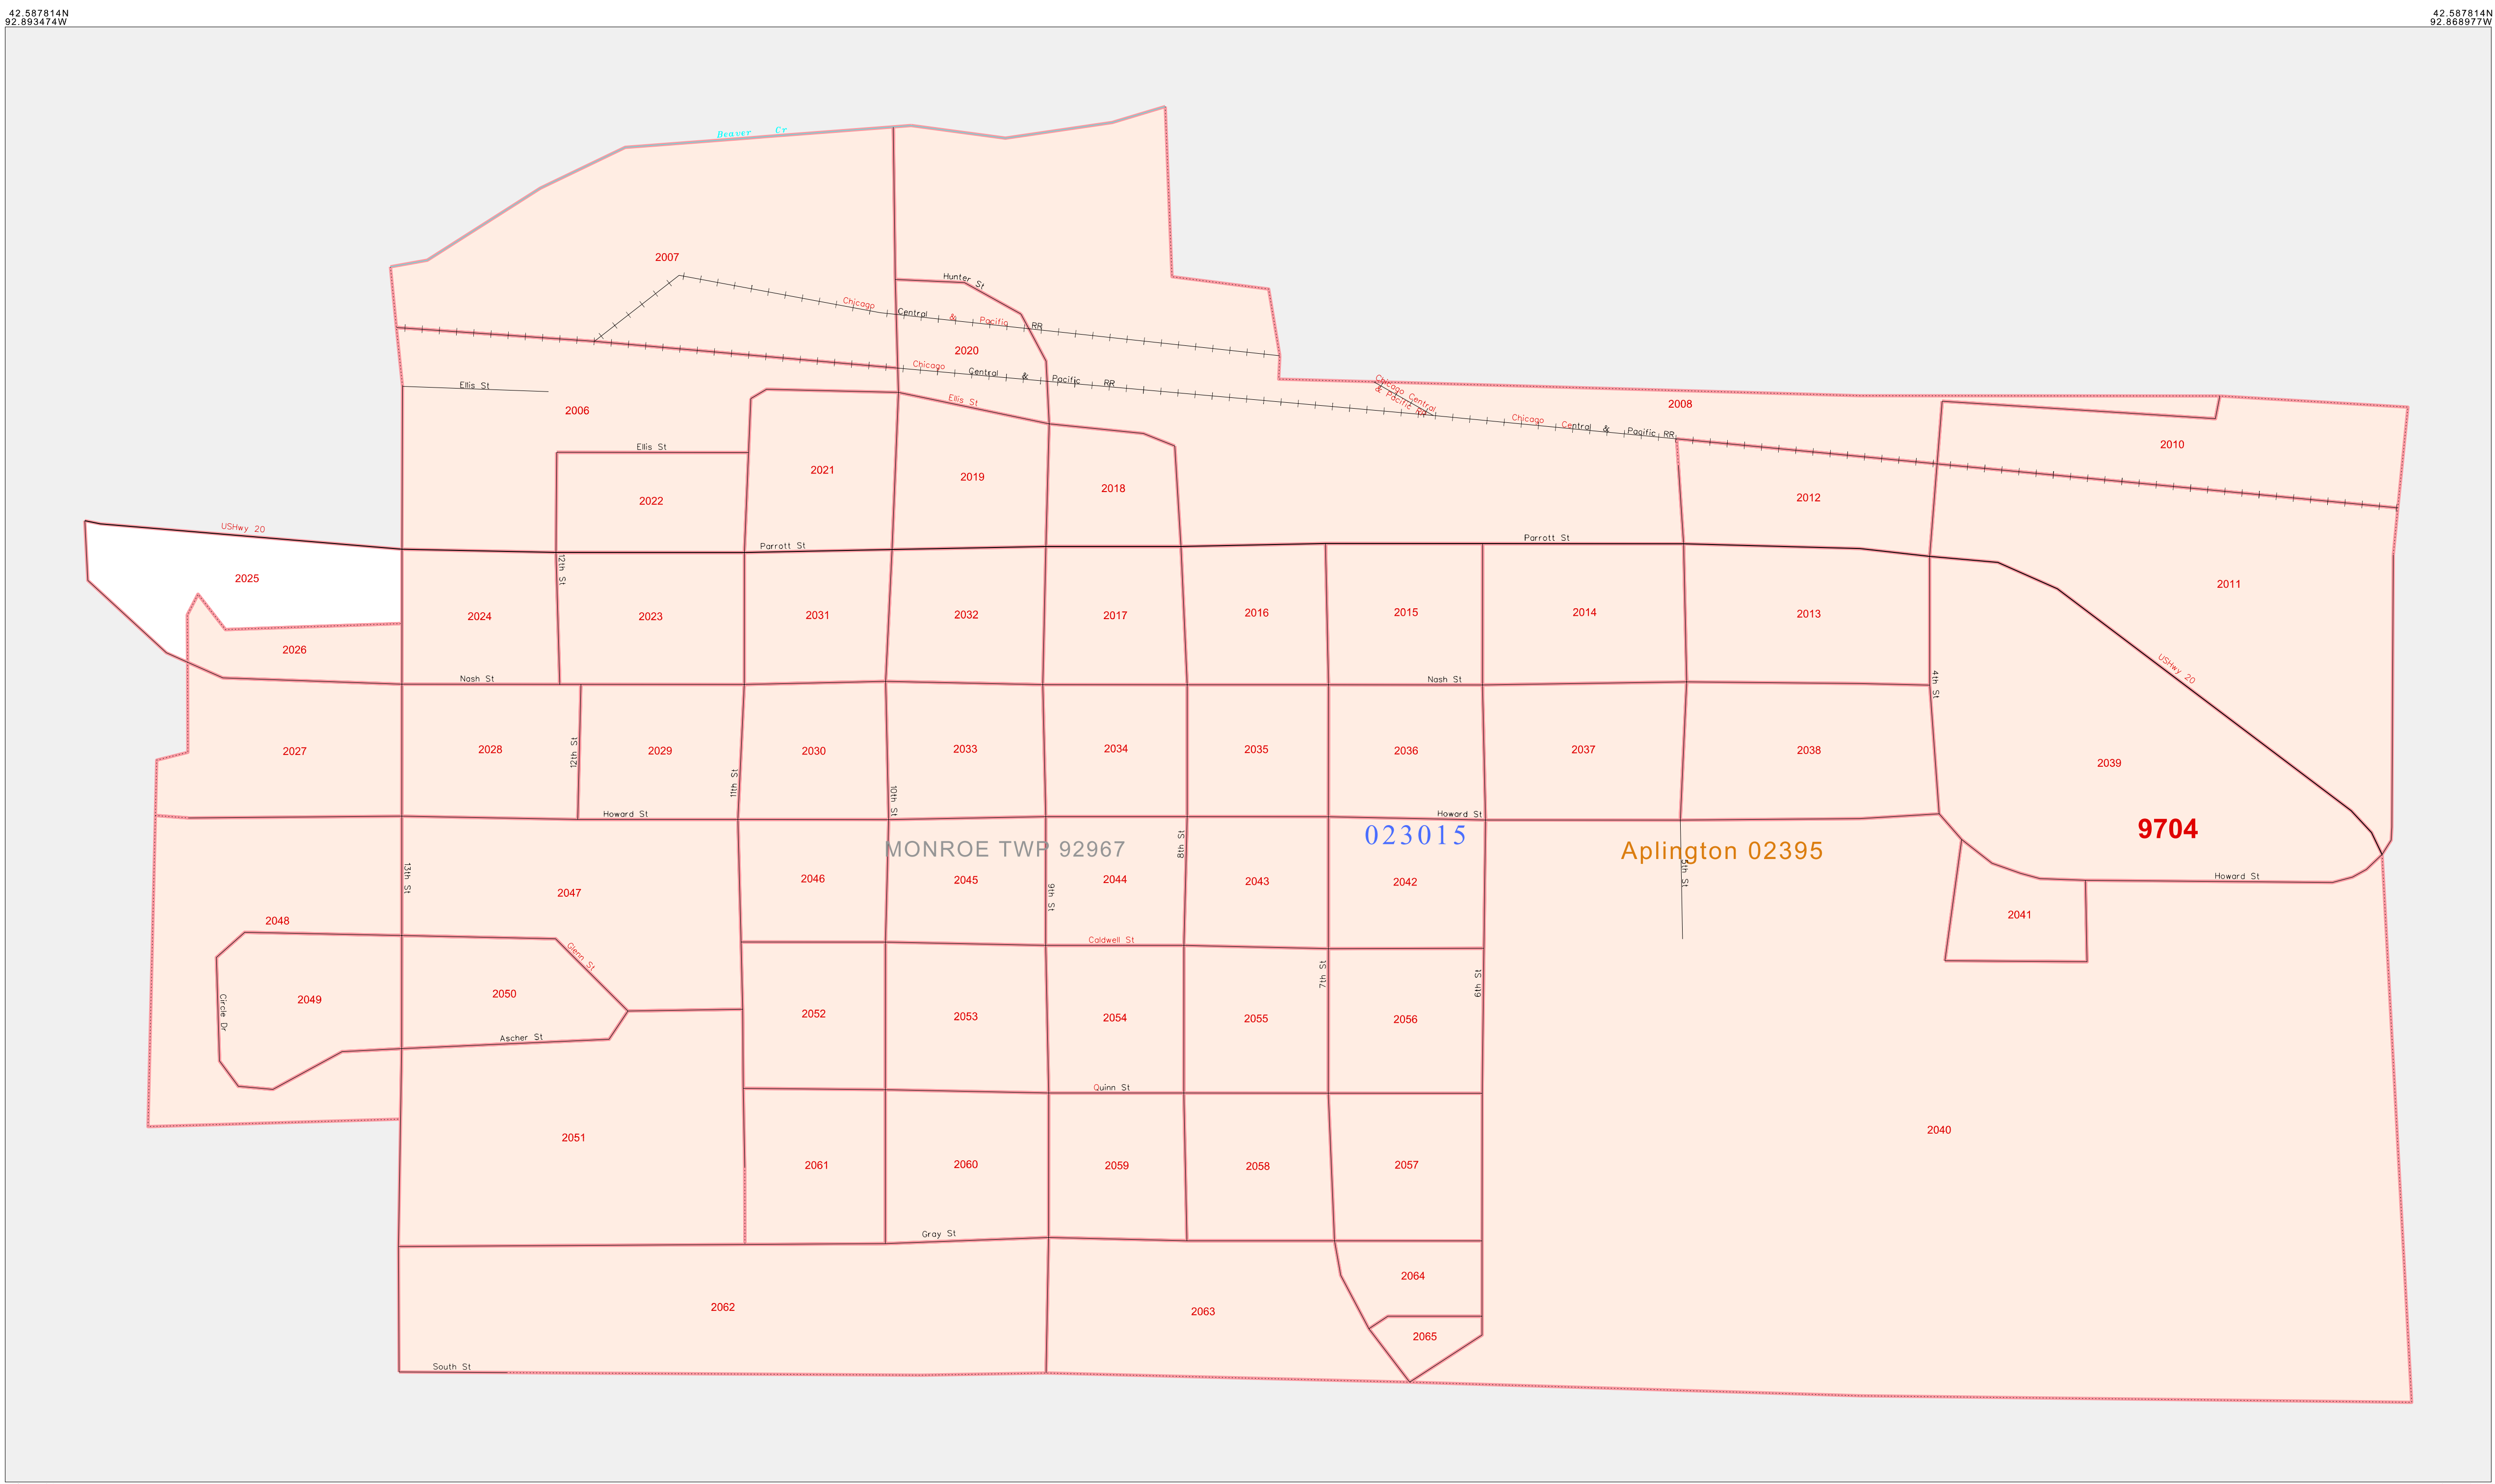 42.587814N
92.893474W
42.587814N
92.868977W
Beaver Cr
2007
Hunter St
Chicago Central & Pacific RR
2020
Chicago Central & Pacific RR
Ellis St
Chicago Central
& Pacific RR
2008
Ellis St
2006
Chicago Central & Pacific RR
2010
Ellis St
2021
2019
2018
2012
2022
USHwy 20
Parrott St
Parrott St
12th St
2025
2011
2024
2023
2031
2032
2017
2016
2015
2014
2013
2026
USHwy 20
Nash St
Nash St
4th St
2027
2028
12th St
2029
11th St
2030
2033
2034
2035
2036
2037
2038
2039
10th St
Howard St
Howard St
9704
023015
MONROE TWP 92967
8th St
Aplington 02395
5th St
13th St
2047
2046
2045
9th St
2044
2043
2042
Howard St
2048
2041
Caldwell St
Glenn St
7th St
6th St
2049
2050
Circle Dr
2052
2053
2054
2055
2056
Ascher St
Quinn St
2051
2040
2061
2060
2059
2058
2057
Gray St
2064
2062
2063
2065
South St